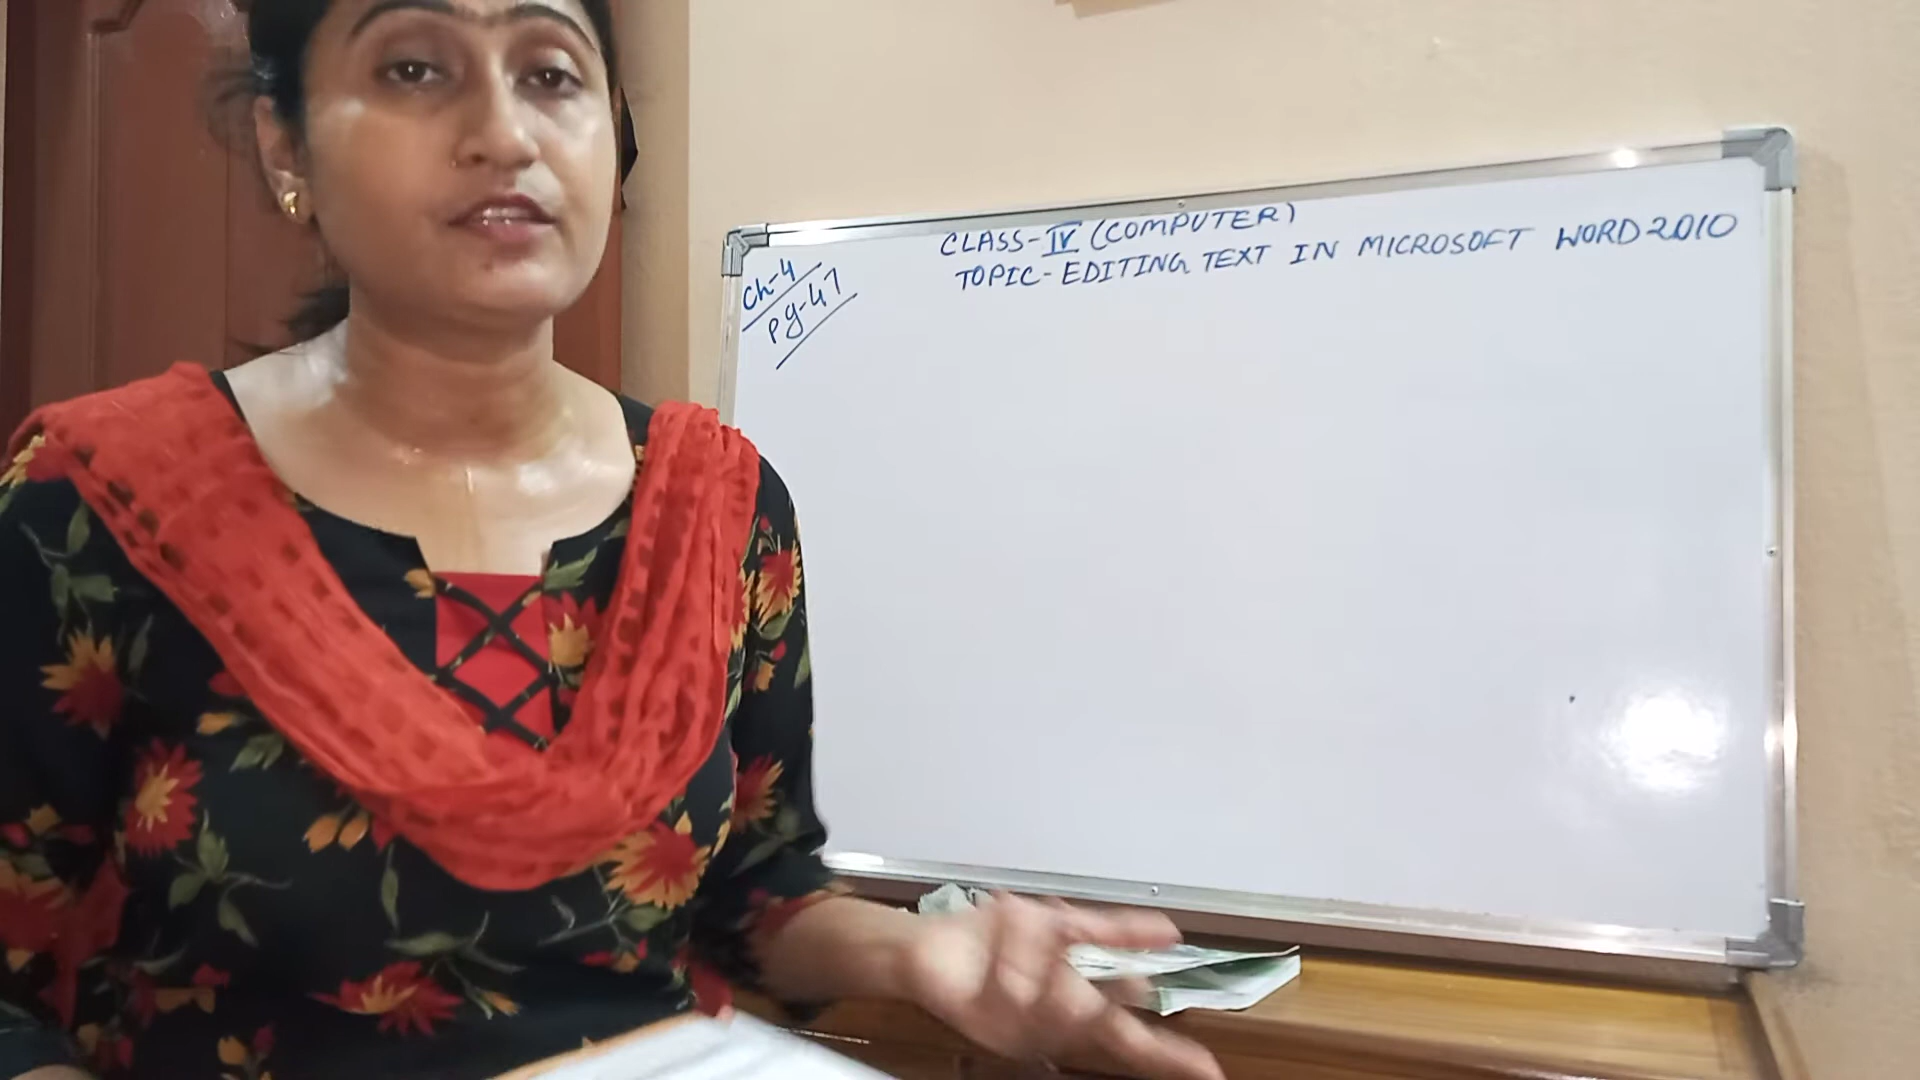 CLASS-IV (COMPUTER)
TOPIC-EDITING TEXT IN MICROSOFT WORD 2010
Ch-4
Pg-47